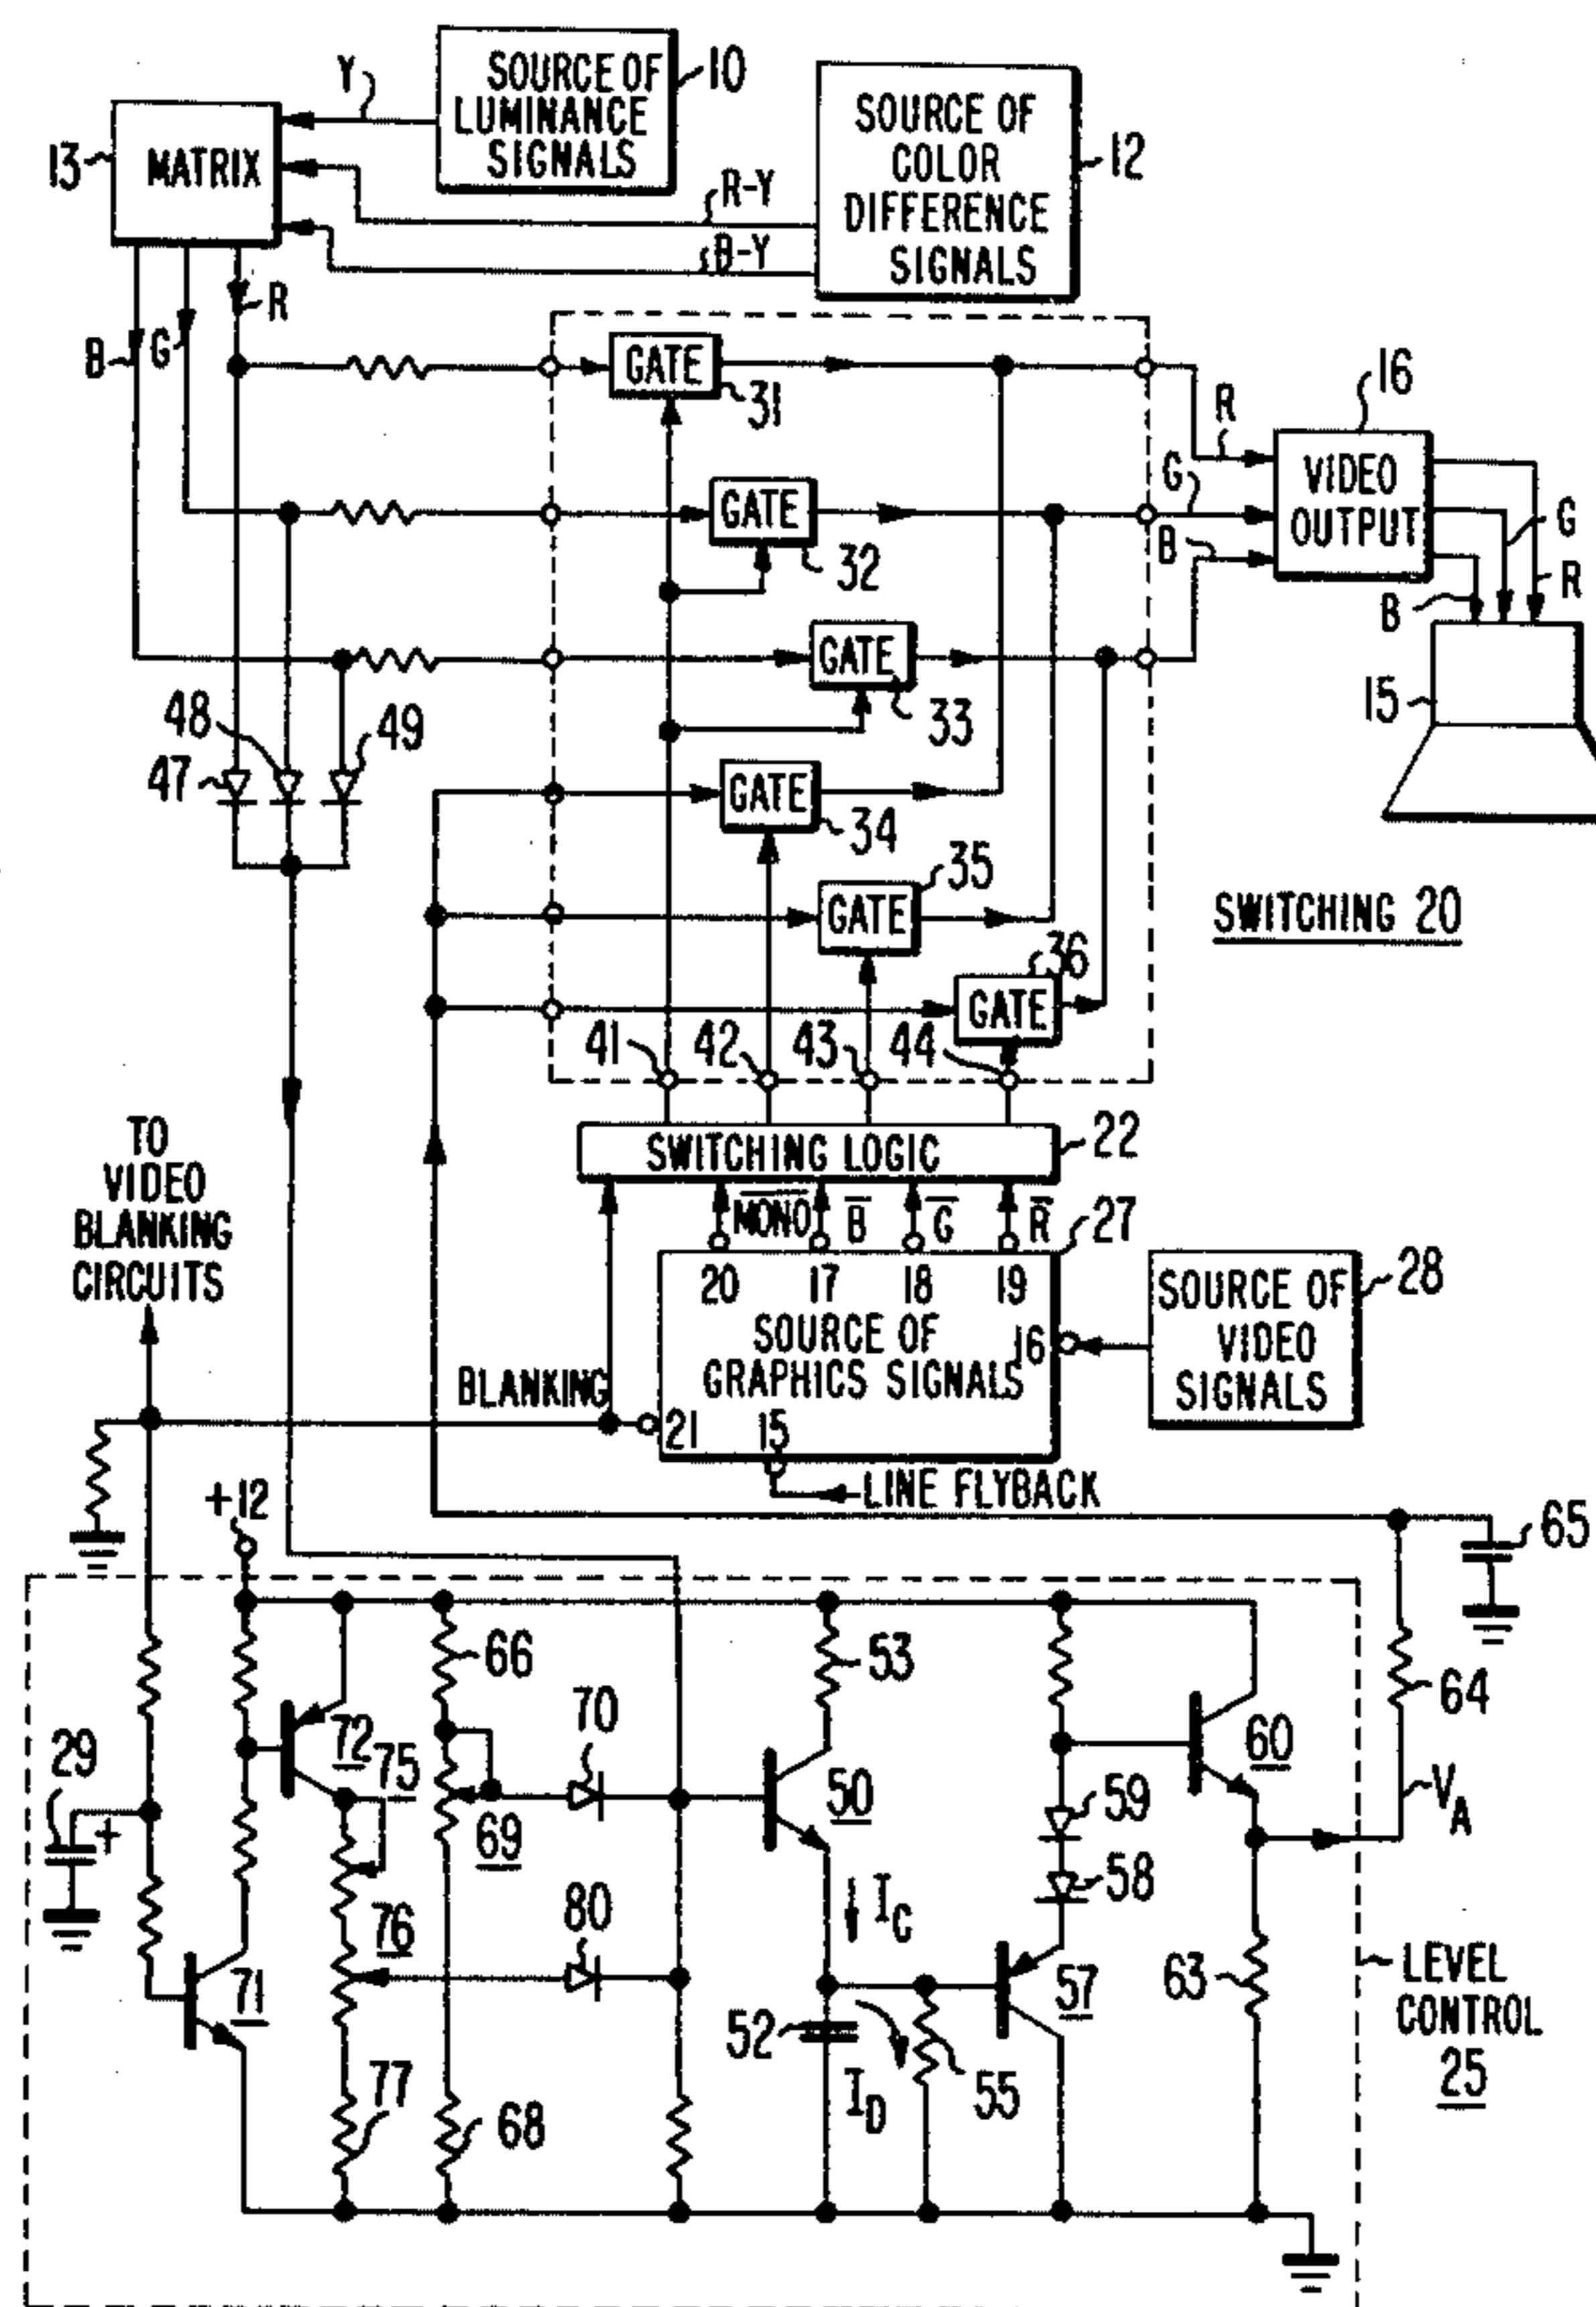 Y
SOURCE OF
LUMINANCE
SIGNALS
10
SOURCE OF
COLOR
DIFFERENCE
SIGNALS
12
13
MATRIX
R-Y
B-Y
B
G
R
GATE
31
GATE
32
GATE
33
GATE
34
GATE
35
GATE
36
R
G
B
16
VIDEO
OUTPUT
G
R
B
15
48
49
47
SWITCHING 20
41
42
43
44
SWITCHING LOGIC
22
MONO
B
G
R
27
20
17
18
19
16
SOURCE OF
GRAPHICS SIGNALS
21
15
SOURCE OF
VIDEO
SIGNALS
28
TO
VIDEO
BLANKING
CIRCUITS
BLANKING
LINE FLYBACK
+12
65
66
53
64
29
+
72
75
70
69
50
60
59
58
VA
IC
80
76
71
57
63
52
ID
55
77
68
LEVEL
CONTROL
25